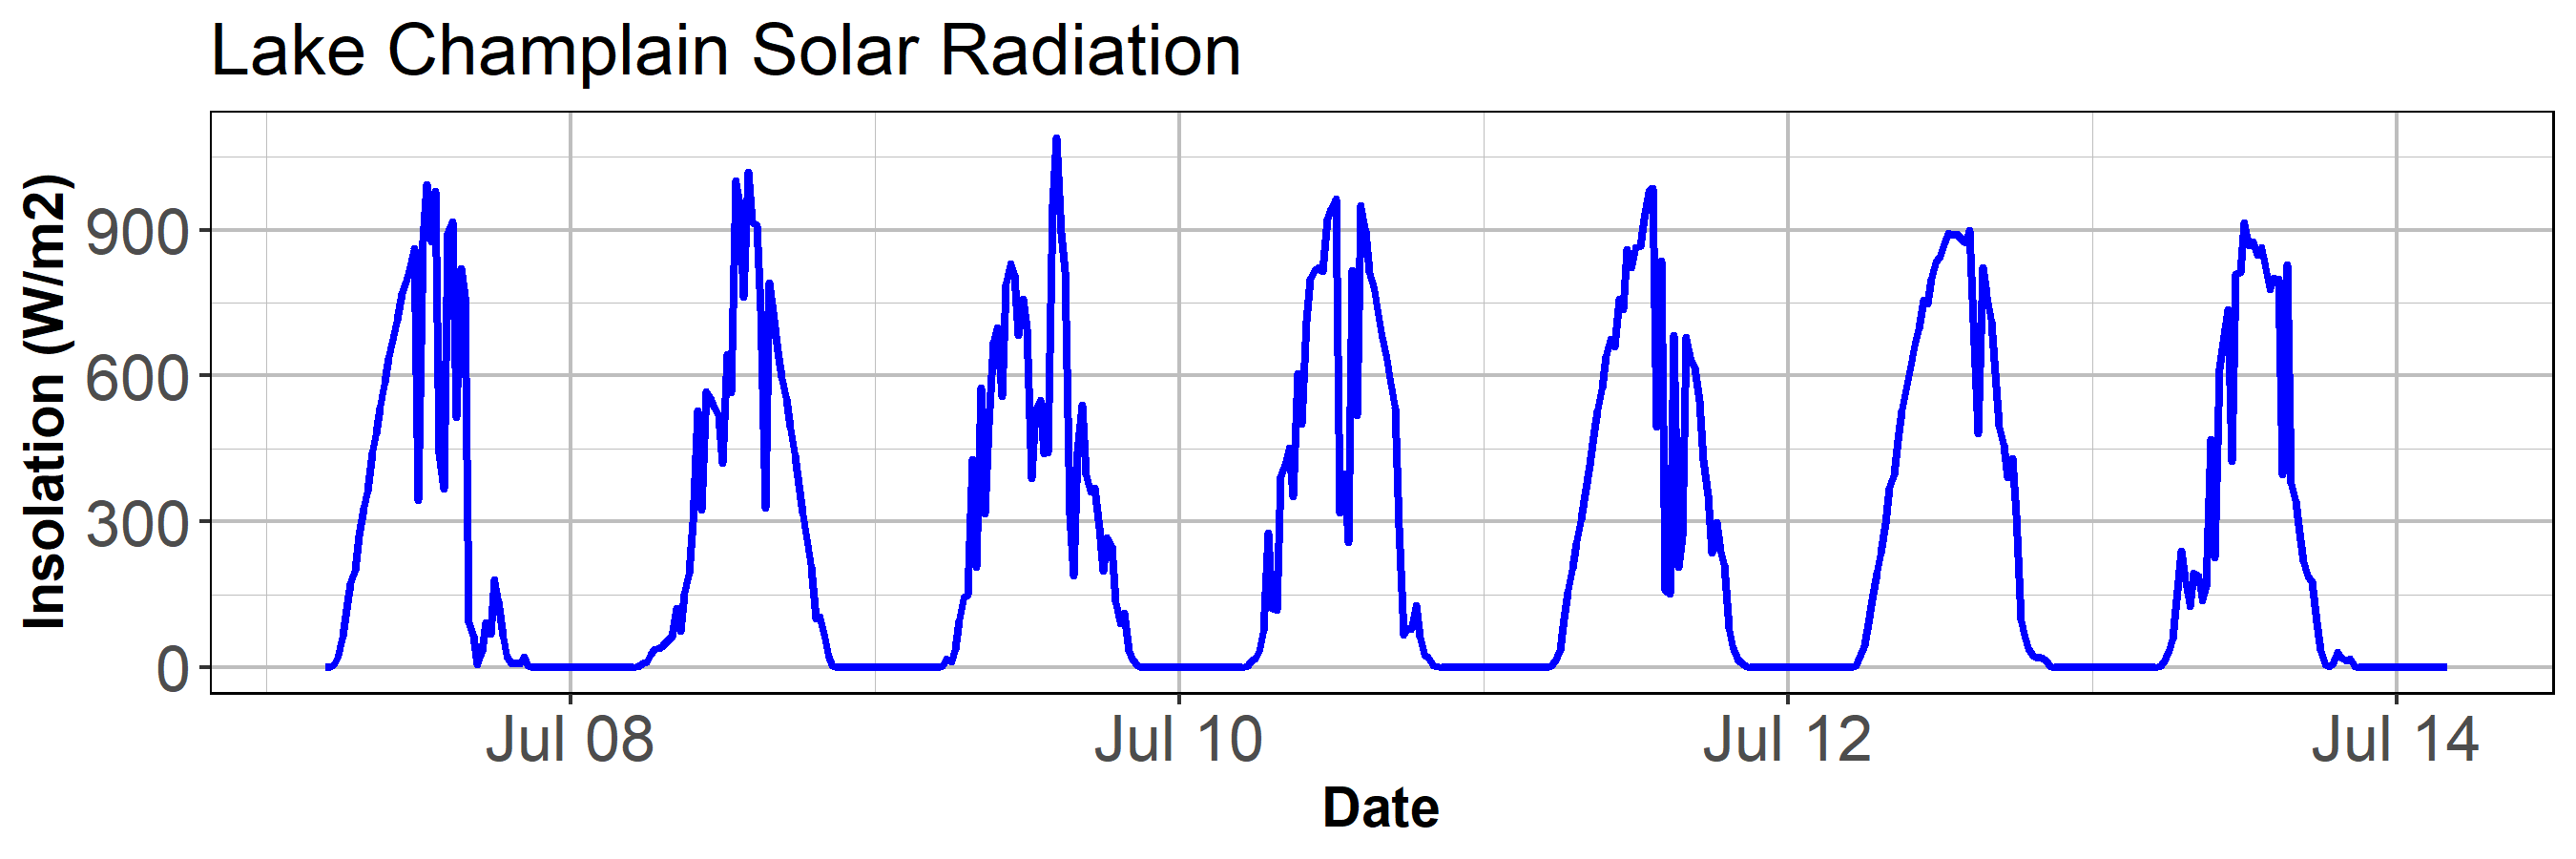 Lake Champlain Solar Radiation
Insolation (W/m2)
900
600
300
0
Jul 08 Jul 10 Jul 12 Jul 14
Date